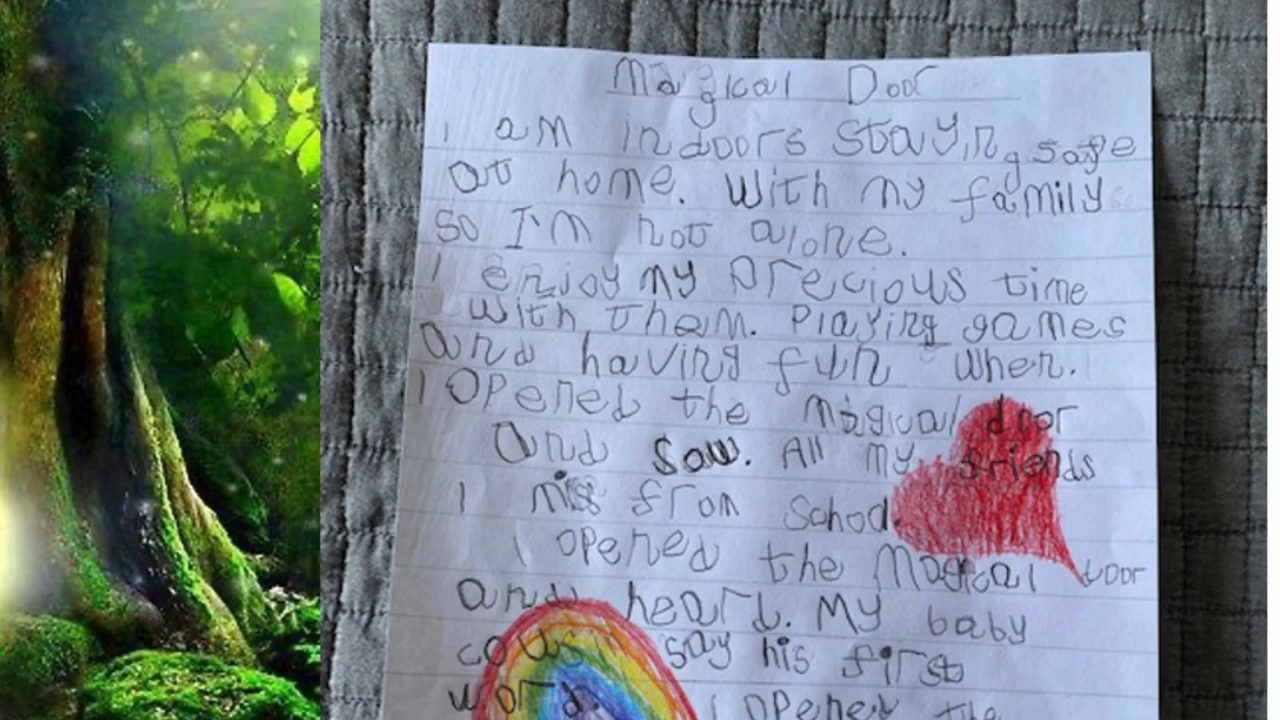 Magical Door
I am indoors staying safe
at home. With my family
so I'm not alone.
I enjoy my precious time
with them. Playing games
and having fun when.
I opened the magical door
and saw. All my friends
I miss from school.
I opened the Magical door
and heard. My baby
cousin say his first
word. I opened the